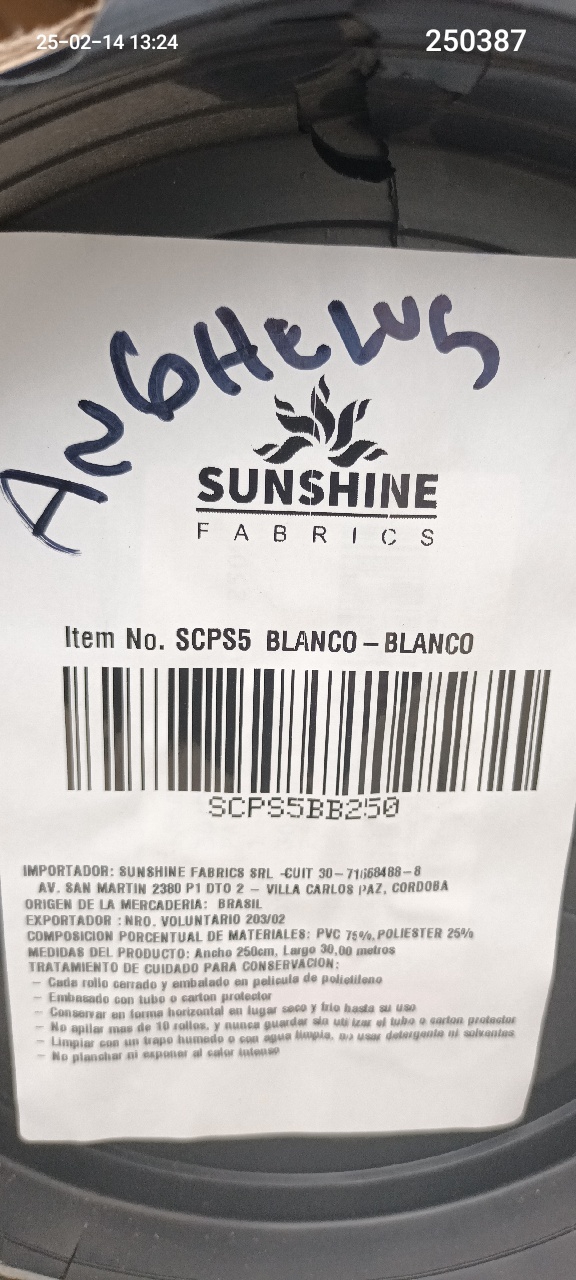 25-02-14 13:24
250387
ANGHELUS
SUNSHINE
FABRICS
Item No. SCPS5 BLANCO-BLANCO
SCPS5BB250
IMPORTADOR: SUNSHINE FABRICS SRL -CUIT 30-71668488-8
AV. SAN MARTIN 2380 P1 DTO 2 - VILLA CARLOS PAZ, CORDOBA
ORIGEN DE LA MERCADERIA: BRASIL
EXPORTADOR : NRO. VOLUNTARIO 203/02
COMPOSICION PORCENTUAL DE MATERIALES: PVC 75%, POLIESTER 25%
MEDIDAS DEL PRODUCTO: Ancho 250cm, Largo 30,00 metros
TRATAMIENTO DE CUIDADO PARA CONSERVACION:
- Cada rollo cerrado y embalado en pelicula de polietileno
- Embasado con tubo o carton protector
- Conservar en forma horizontal en lugar seco y frio hasta su uso
- No apilar mas de 10 rollos, y nunca guardar sin utilizar el tubo o carton protector
- Limpiar con un trapo humedo o con agua limpia, no usar detergente ni solventes
- No planchar ni exponer al calor intenso